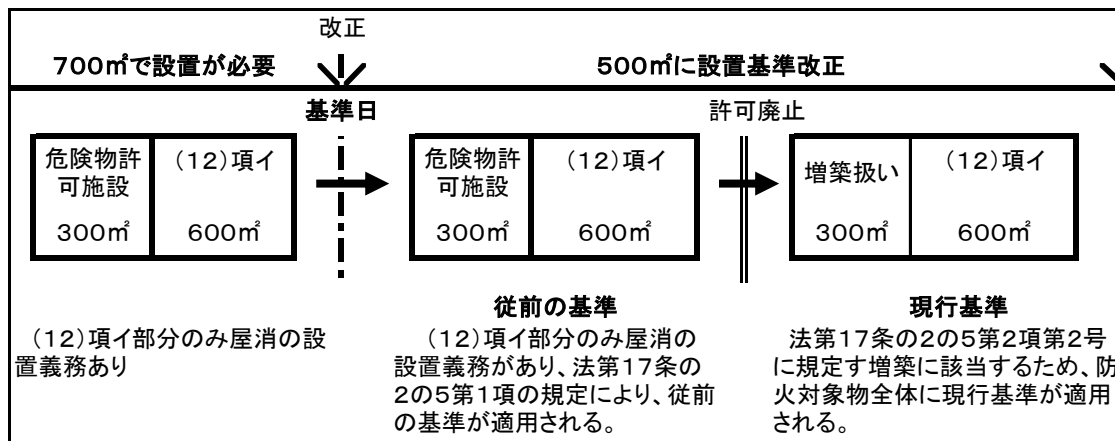 改正
700㎡で設置が必要
500㎡に設置基準改正
基準日
許可廃止
危険物許
可施設
300㎡
(12)項イ
600㎡
危険物許
可施設
300㎡
(12)項イ
600㎡
増築扱い
300㎡
(12)項イ
600㎡
(12)項イ部分のみ屋消の設
置義務あり
従前の基準
(12)項イ部分のみ屋消の
設置義務があり、法第17条の
2の5第1項の規定により、従前
の基準が適用される。
現行基準
法第17条の2の5第2項第2号
に規定す増築に該当するため、防
火対象物全体に現行基準が適用
される。